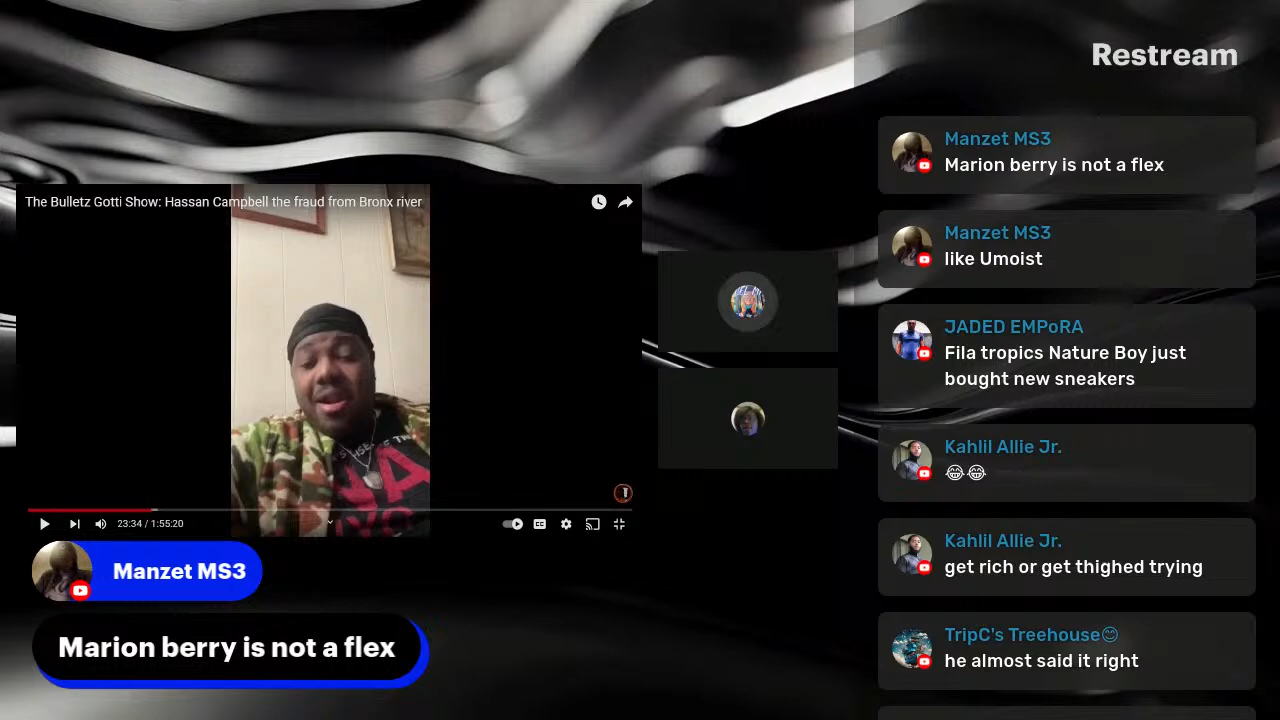 Restream
The Bulletz Gotti Show: Hassan Campbell the fraud from Bronx river
23:34 / 1:55:20
CC
Manzet MS3
Marion berry is not a flex
Manzet MS3
Marion berry is not a flex
Manzet MS3
like Umoist
JADED EMPoRA
Fila tropics Nature Boy just
bought new sneakers
Kahlil Allie Jr.
😂😂
Kahlil Allie Jr.
get rich or get thighed trying
TripC's Treehouse😊
he almost said it right